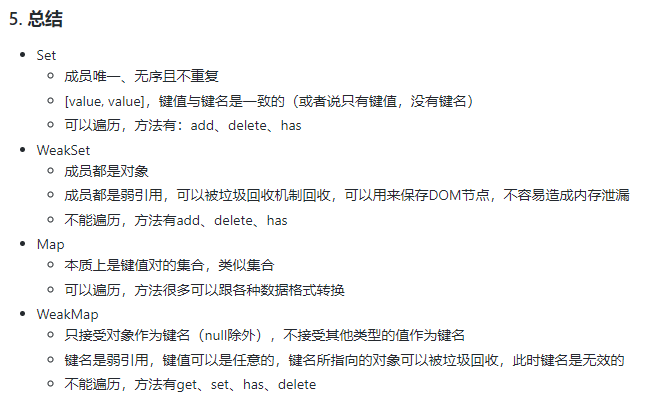 5. 总结
Set
成员唯一、无序且不重复
[value, value]，键值与键名是一致的（或者说只有键值，没有键名）
可以遍历，方法有：add、delete、has
WeakSet
成员都是对象
成员都是弱引用，可以被垃圾回收机制回收，可以用来保存DOM节点，不容易造成内存泄漏
不能遍历，方法有add、delete、has
Map
本质上是键值对的集合，类似集合
可以遍历，方法很多可以跟各种数据格式转换
WeakMap
只接受对象作为键名（null除外），不接受其他类型的值作为键名
键名是弱引用，键值可以是任意的，键名所指向的对象可以被垃圾回收，此时键名是无效的
不能遍历，方法有get、set、has、delete